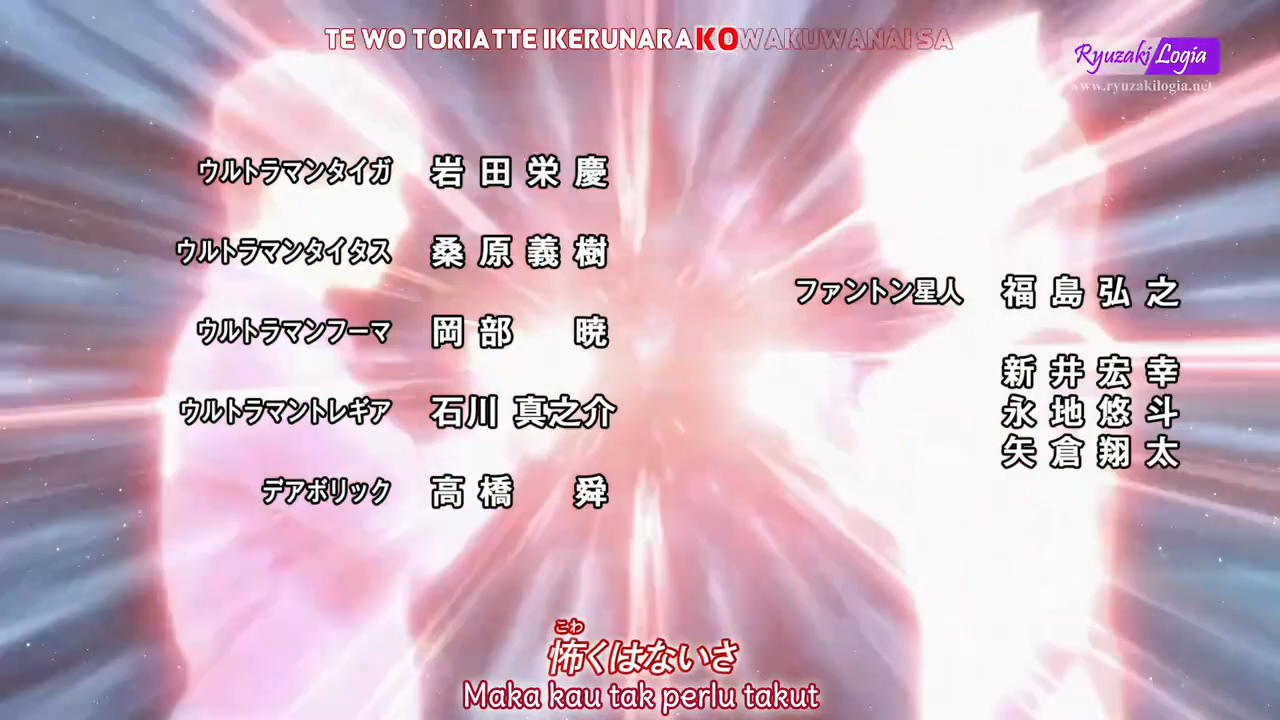 TE WO TORIATTE IKERUNARA KOWAKUWANAI SA
Ryuzaki Logia
www.ryuzakilogia.net
ウルトラマンタイガ 岩田栄慶
ウルトラマンタイタス 桑原義樹
ウルトラマンフーマ 岡部 暁
ウルトラマントレギア 石川 真之介
デアボリック 高橋 舜
ファントン星人 福島弘之
新井宏幸
永地悠斗
矢倉翔太
こわ
怖くはないさ
Maka kau tak perlu takut